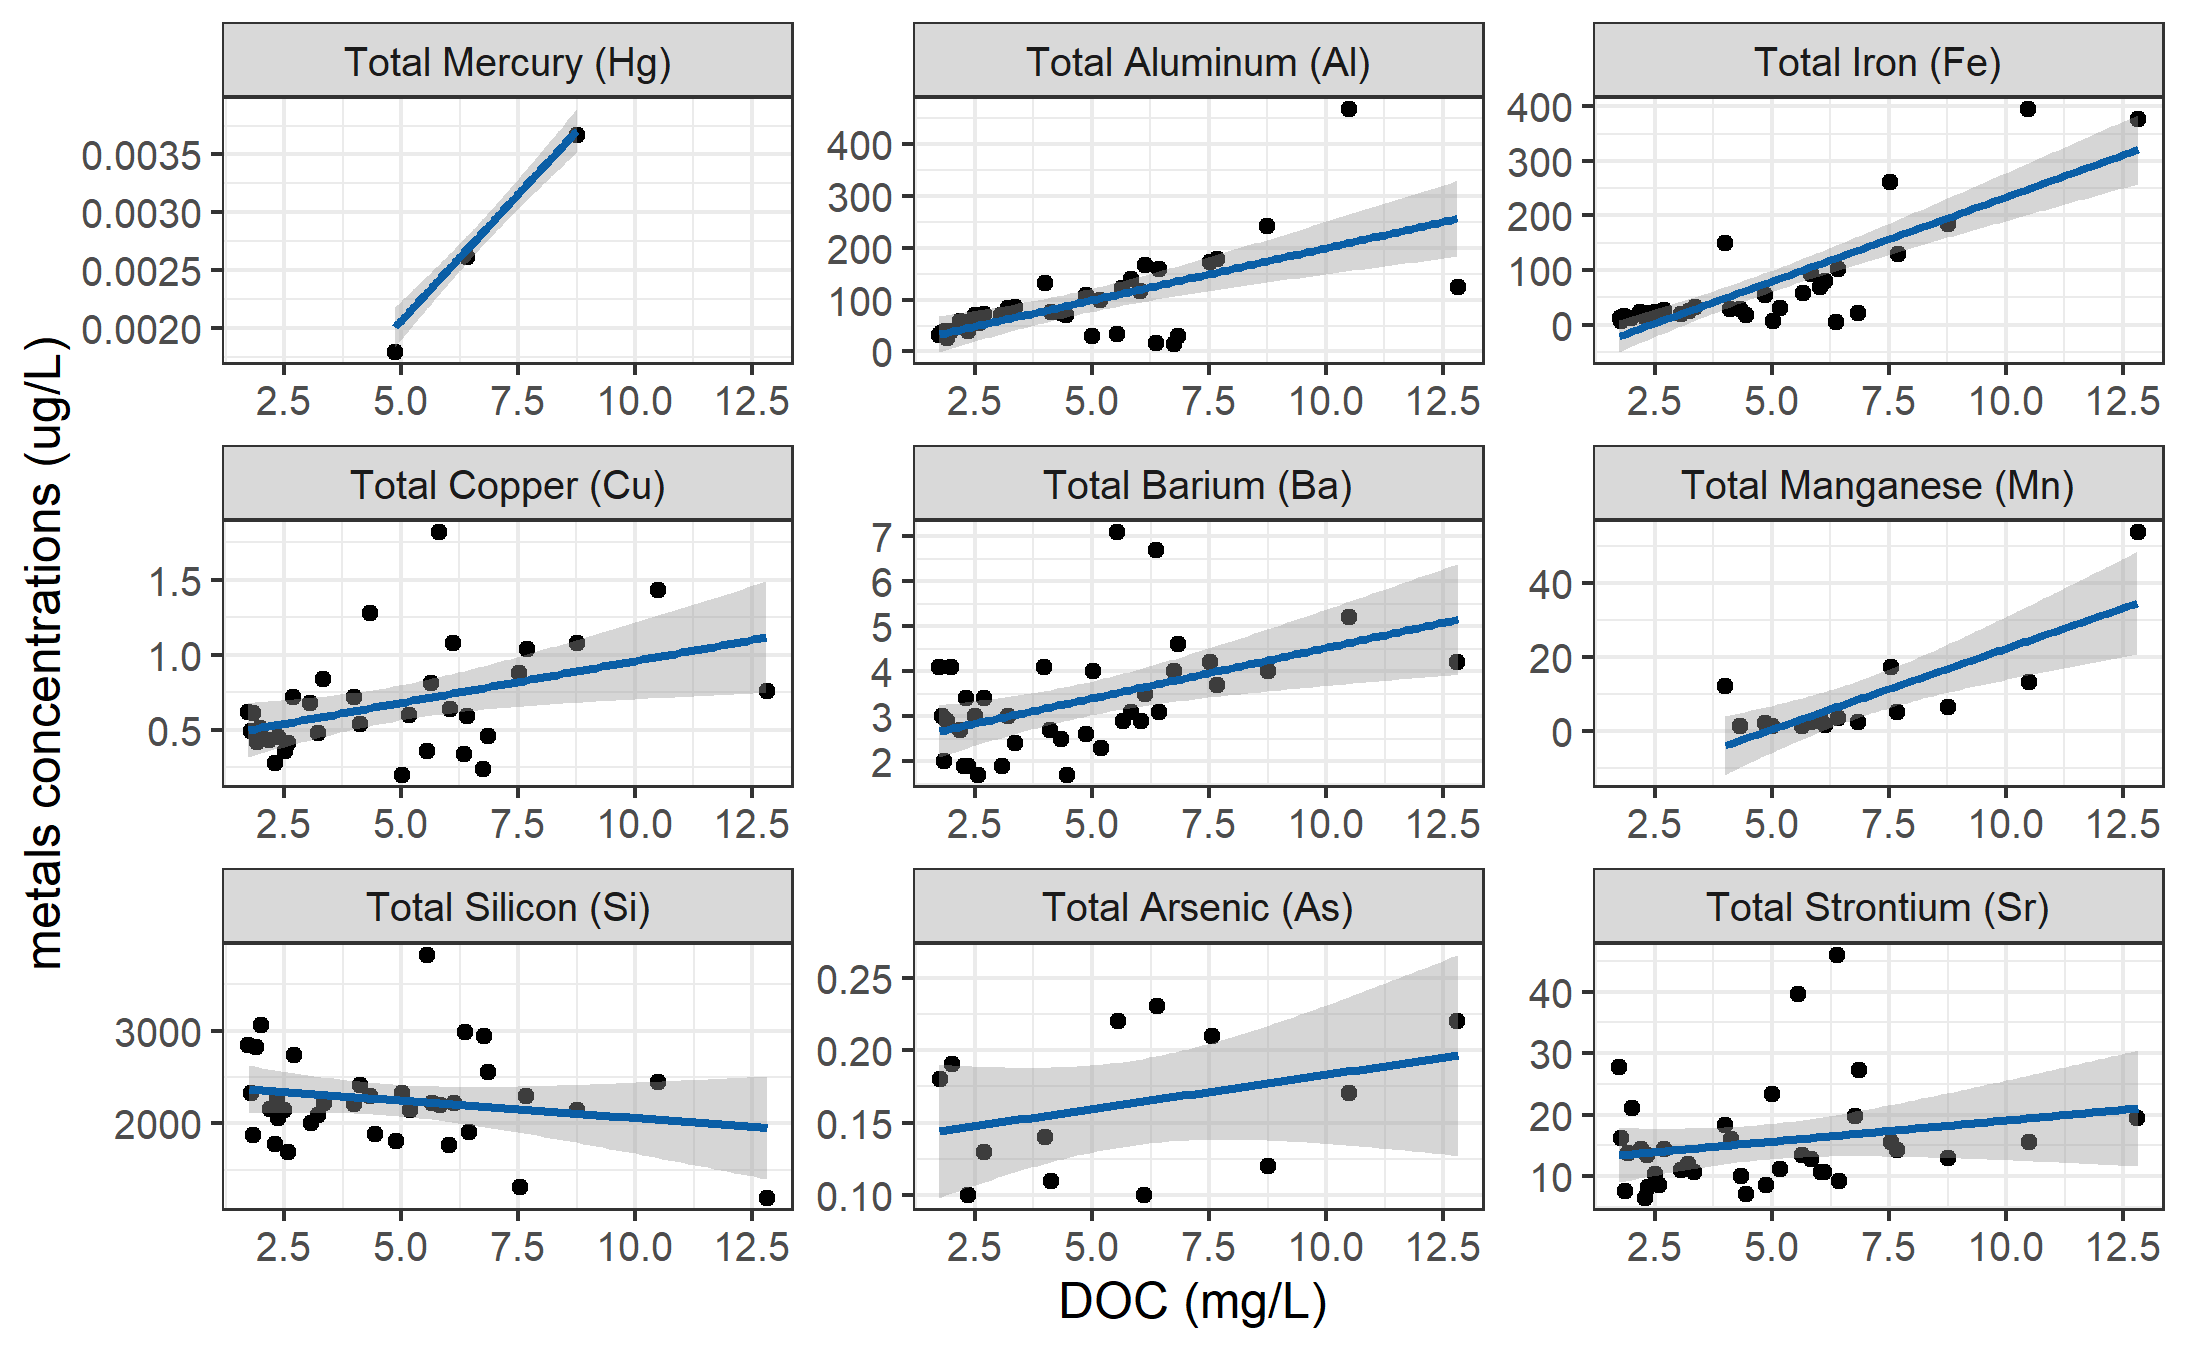 Total Mercury (Hg)
Total Aluminum (Al)
Total Iron (Fe)
0.0035
0.0030
0.0025
0.0020
2.5 5.0 7.5 10.0 12.5
400
300
200
100
0
2.5 5.0 7.5 10.0 12.5
400
300
200
100
0
2.5 5.0 7.5 10.0 12.5
metals concentrations (ug/L)
Total Copper (Cu)
Total Barium (Ba)
Total Manganese (Mn)
1.5
1.0
0.5
2.5 5.0 7.5 10.0 12.5
7
6
5
4
3
2
2.5 5.0 7.5 10.0 12.5
40
20
0
2.5 5.0 7.5 10.0 12.5
Total Silicon (Si)
Total Arsenic (As)
Total Strontium (Sr)
3000
2000
2.5 5.0 7.5 10.0 12.5
0.25
0.20
0.15
0.10
2.5 5.0 7.5 10.0 12.5
40
30
20
10
2.5 5.0 7.5 10.0 12.5
DOC (mg/L)